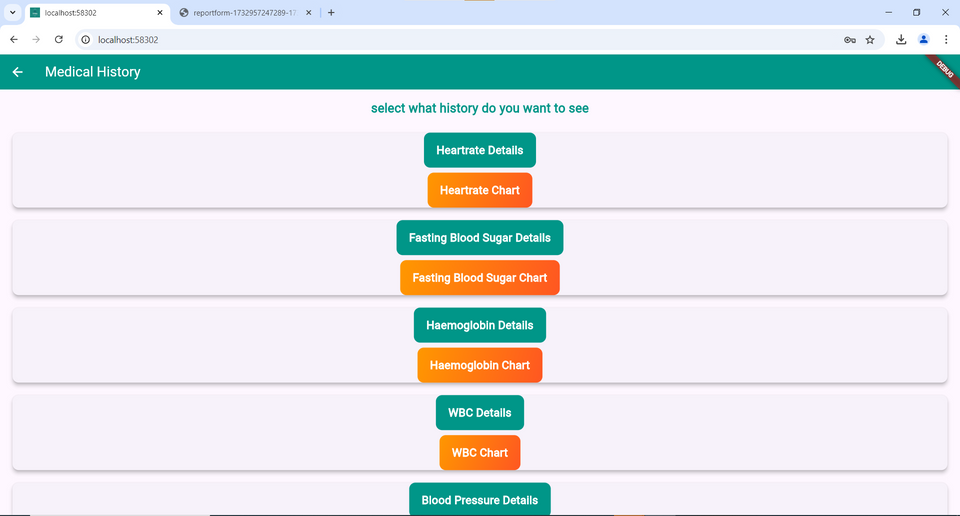 localhost:58302
reportform-1732957247289-17
localhost:58302
Medical History
DEBUG
select what history do you want to see
Heartrate Details
Heartrate Chart
Fasting Blood Sugar Details
Fasting Blood Sugar Chart
Haemoglobin Details
Haemoglobin Chart
WBC Details
WBC Chart
Blood Pressure Details